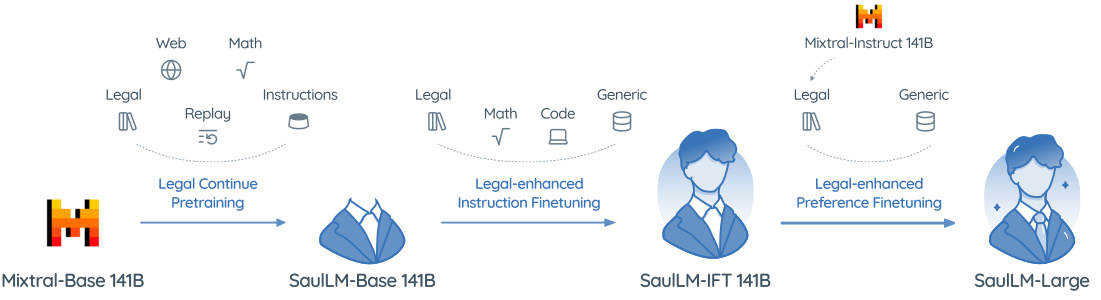 Mixtral-Instruct 141B
Web
Math
Legal
Replay
Instructions
Legal
Math
Code
Generic
Legal
Generic
Legal Continue
Pretraining
Legal-enhanced
Instruction Finetuning
Legal-enhanced
Preference Finetuning
Mixtral-Base 141B
SaulLM-Base 141B
SaulLM-IFT 141B
SaulLM-Large